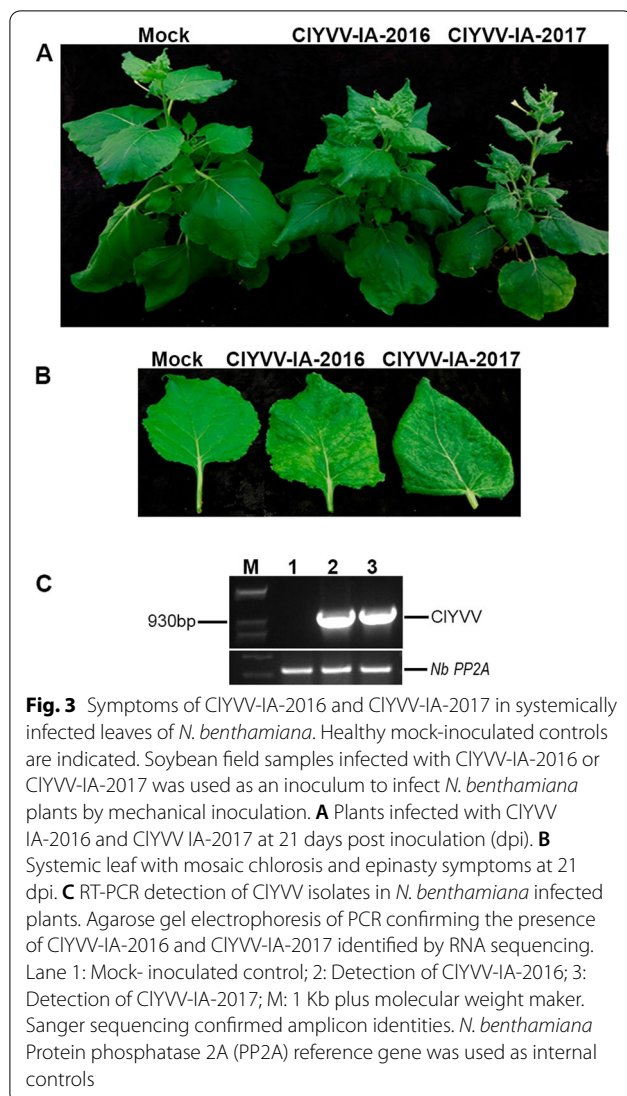 Mock ClYVV-IA-2016 ClYVV-IA-2017
A
Mock ClYVV-IA-2016 ClYVV-IA-2017
B
M 1 2 3
C
930bp ClYVV
Nb PP2A
Fig. 3 Symptoms of ClYVV-IA-2016 and ClYVV-IA-2017 in systemically
infected leaves of N. benthamiana. Healthy mock-inoculated controls
are indicated. Soybean field samples infected with ClYVV-IA-2016 or
ClYVV-IA-2017 was used as an inoculum to infect N. benthamiana
plants by mechanical inoculation. A Plants infected with ClYVV
IA-2016 and ClYVV IA-2017 at 21 days post inoculation (dpi). B
Systemic leaf with mosaic chlorosis and epinasty symptoms at 21
dpi. C RT-PCR detection of ClYVV isolates in N. benthamiana infected
plants. Agarose gel electrophoresis of PCR confirming the presence
of ClYVV-IA-2016 and ClYVV-IA-2017 identified by RNA sequencing.
Lane 1: Mock- inoculated control; 2: Detection of ClYVV-IA-2016; 3:
Detection of ClYVV-IA-2017; M: 1 Kb plus molecular weight maker.
Sanger sequencing confirmed amplicon identities. N. benthamiana
Protein phosphatase 2A (PP2A) reference gene was used as internal
controls